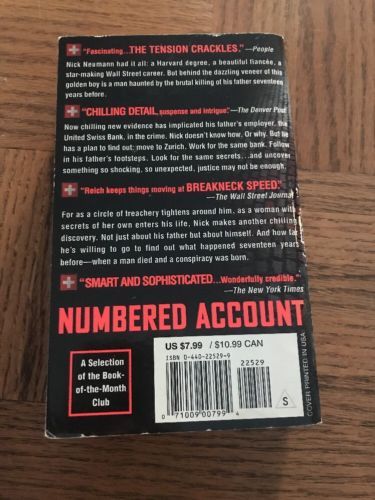 "Fascinating...THE TENSION CRACKLES."—People
Nick Neumann had it all: a Harvard degree, a beautiful fiancée, a
star-making Wall Street career. But behind the dazzling veneer of this
golden boy is a man haunted by the brutal killing of his father seventeen
years before.
"CHILLING DETAIL, suspense and intrigue."—The Denver Post
Now chilling new evidence has implicated his father's employer, the
United Swiss Bank, in the crime. Nick doesn't know how. Or why. But he
has a plan to find out: move to Zurich. Work for the same bank. Follow
in his father's footsteps. Look for the same secrets...and uncover
something so shocking, so unexpected, justice may not be enough.
"Reich keeps things moving at BREAKNECK SPEED."
—The Wall Street Journal
For as a circle of treachery tightens around him, as a woman with
secrets of her own enters his life, Nick makes another chilling
discovery. Not just about his father but about himself. And how far
he's willing to go to find out what happened seventeen years
before—when a man died and a conspiracy was born.
"SMART AND SOPHISTICATED...Wonderfully credible."
—The New York Times
NUMBERED ACCOUNT
A Selection
of the Book-
of-the-Month
Club
US $7.99 / $10.99 CAN
ISBN 0-440-22529-9
22529
0 71009 00799 4
S
COVER PRINTED IN USA